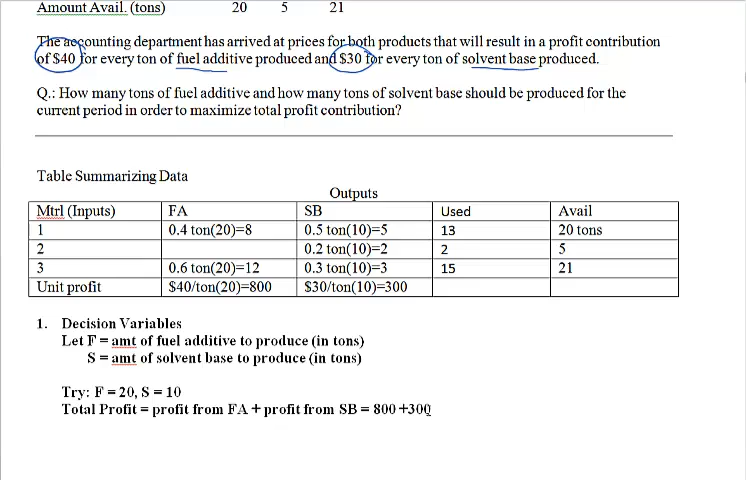 Amount Avail. (tons) 20 5 21
The accounting department has arrived at prices for both products that will result in a profit contribution
of $40 for every ton of fuel additive produced and $30 for every ton of solvent base produced.
Q.: How many tons of fuel additive and how many tons of solvent base should be produced for the
current period in order to maximize total profit contribution?
Table Summarizing Data
Outputs
Mtrl (Inputs) FA SB Used Avail
1 0.4 ton(20)=8 0.5 ton(10)=5 13 20 tons
2 0.2 ton(10)=2 2 5
3 0.6 ton(20)=12 0.3 ton(10)=3 15 21
Unit profit $40/ton(20)=800 $30/ton(10)=300
1. Decision Variables
Let F = amt of fuel additive to produce (in tons)
S = amt of solvent base to produce (in tons)
Try: F = 20, S = 10
Total Profit = profit from FA + profit from SB = 800 +300